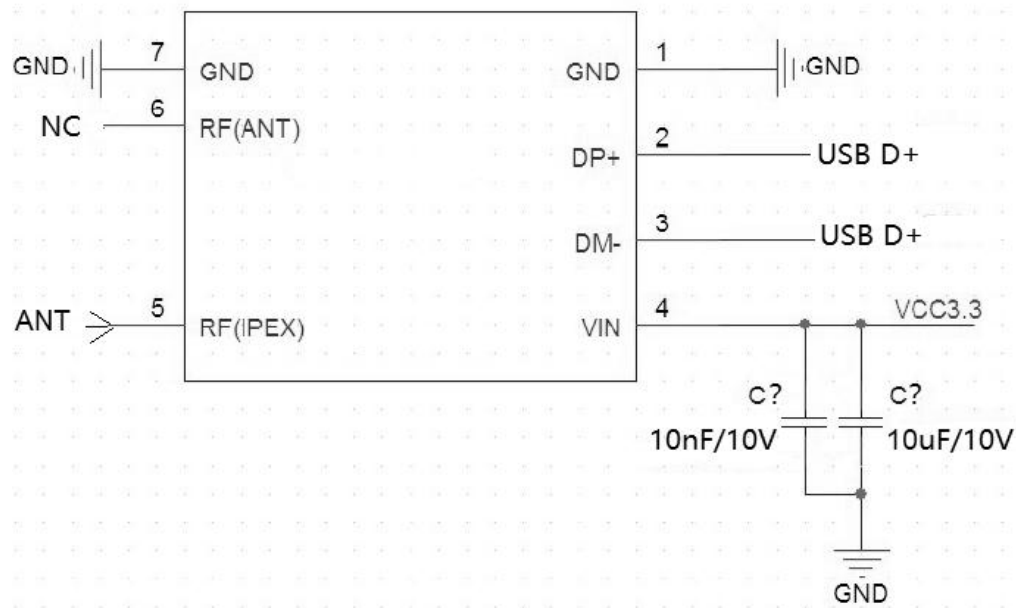 GND 7 GND
NC 6 RF(ANT)
ANT 5 RF(IPEX)
GND 1 GND
DP+ 2 USB D+
DM- 3 USB D+
VIN 4 VCC3.3
C? C?
10nF/10V 10uF/10V
GND